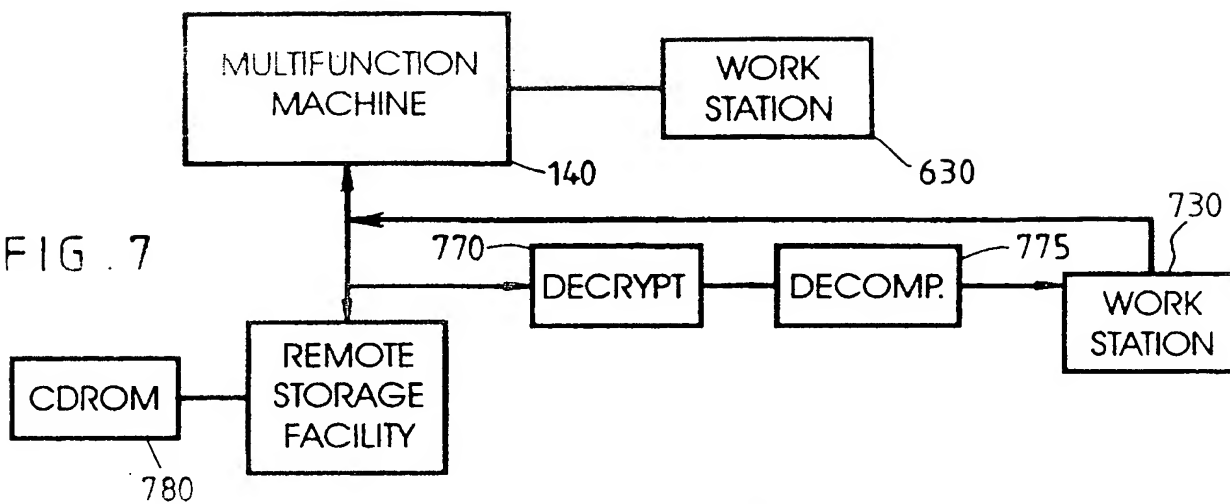 MULTIFUNCTION
MACHINE
140
WORK
STATION
630
FIG. 7
770
DECRYPT
775
DECOMP.
730
WORK
STATION
REMOTE
STORAGE
FACILITY
CDROM
780